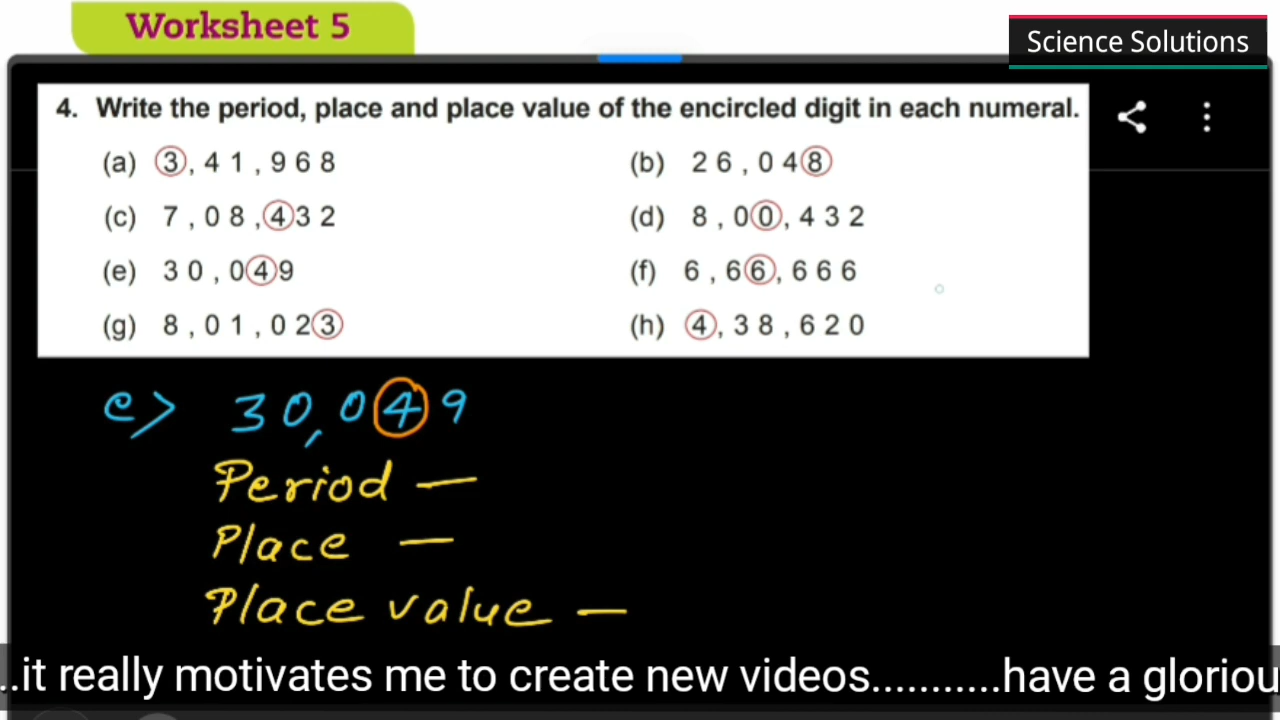 Worksheet 5
Science Solutions
4. Write the period, place and place value of the encircled digit in each numeral.
(a) 3, 4 1 , 9 6 8
(b) 2 6 , 0 4 8
(c) 7 , 0 8 , 4 3 2
(d) 8 , 0 0 , 4 3 2
(e) 3 0 , 0 4 9
(f) 6 , 6 6 , 6 6 6
(g) 8 , 0 1 , 0 2 3
(h) 4, 3 8 , 6 2 0
e> 30,049
Period —
Place —
Place value —
..it really motivates me to create new videos...........have a gloriou